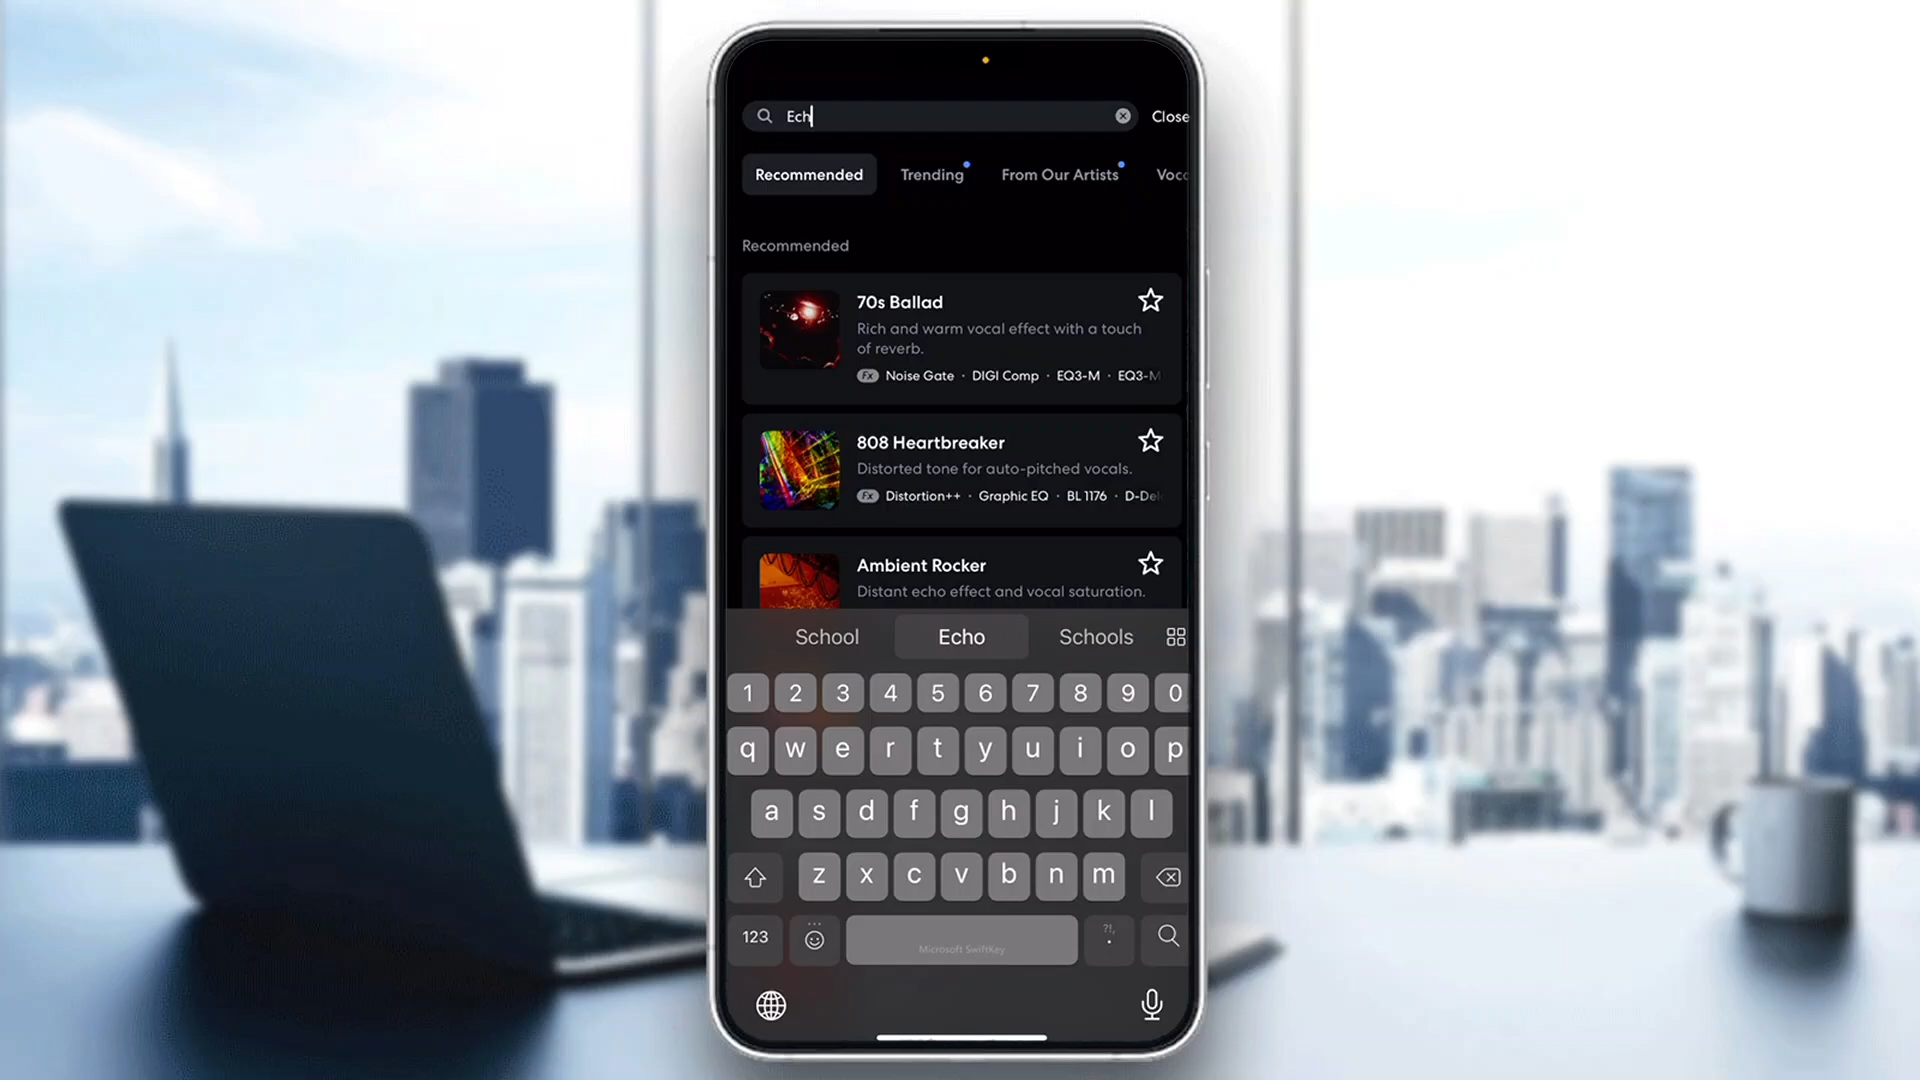 Ech
Close
Recommended Trending From Our Artists Voc
Recommended
70s Ballad
Rich and warm vocal effect with a touch
of reverb.
Fx Noise Gate · DIGI Comp · EQ3-M · EQ3-M
808 Heartbreaker
Distorted tone for auto-pitched vocals.
Fx Distortion++ · Graphic EQ · BL 1176 · D-Del
Ambient Rocker
Distant echo effect and vocal saturation.
School Echo Schools
1 2 3 4 5 6 7 8 9 0
q w e r t y u i o p
a s d f g h j k l
z x c v b n m
123 Microsoft SwiftKey ?!, .